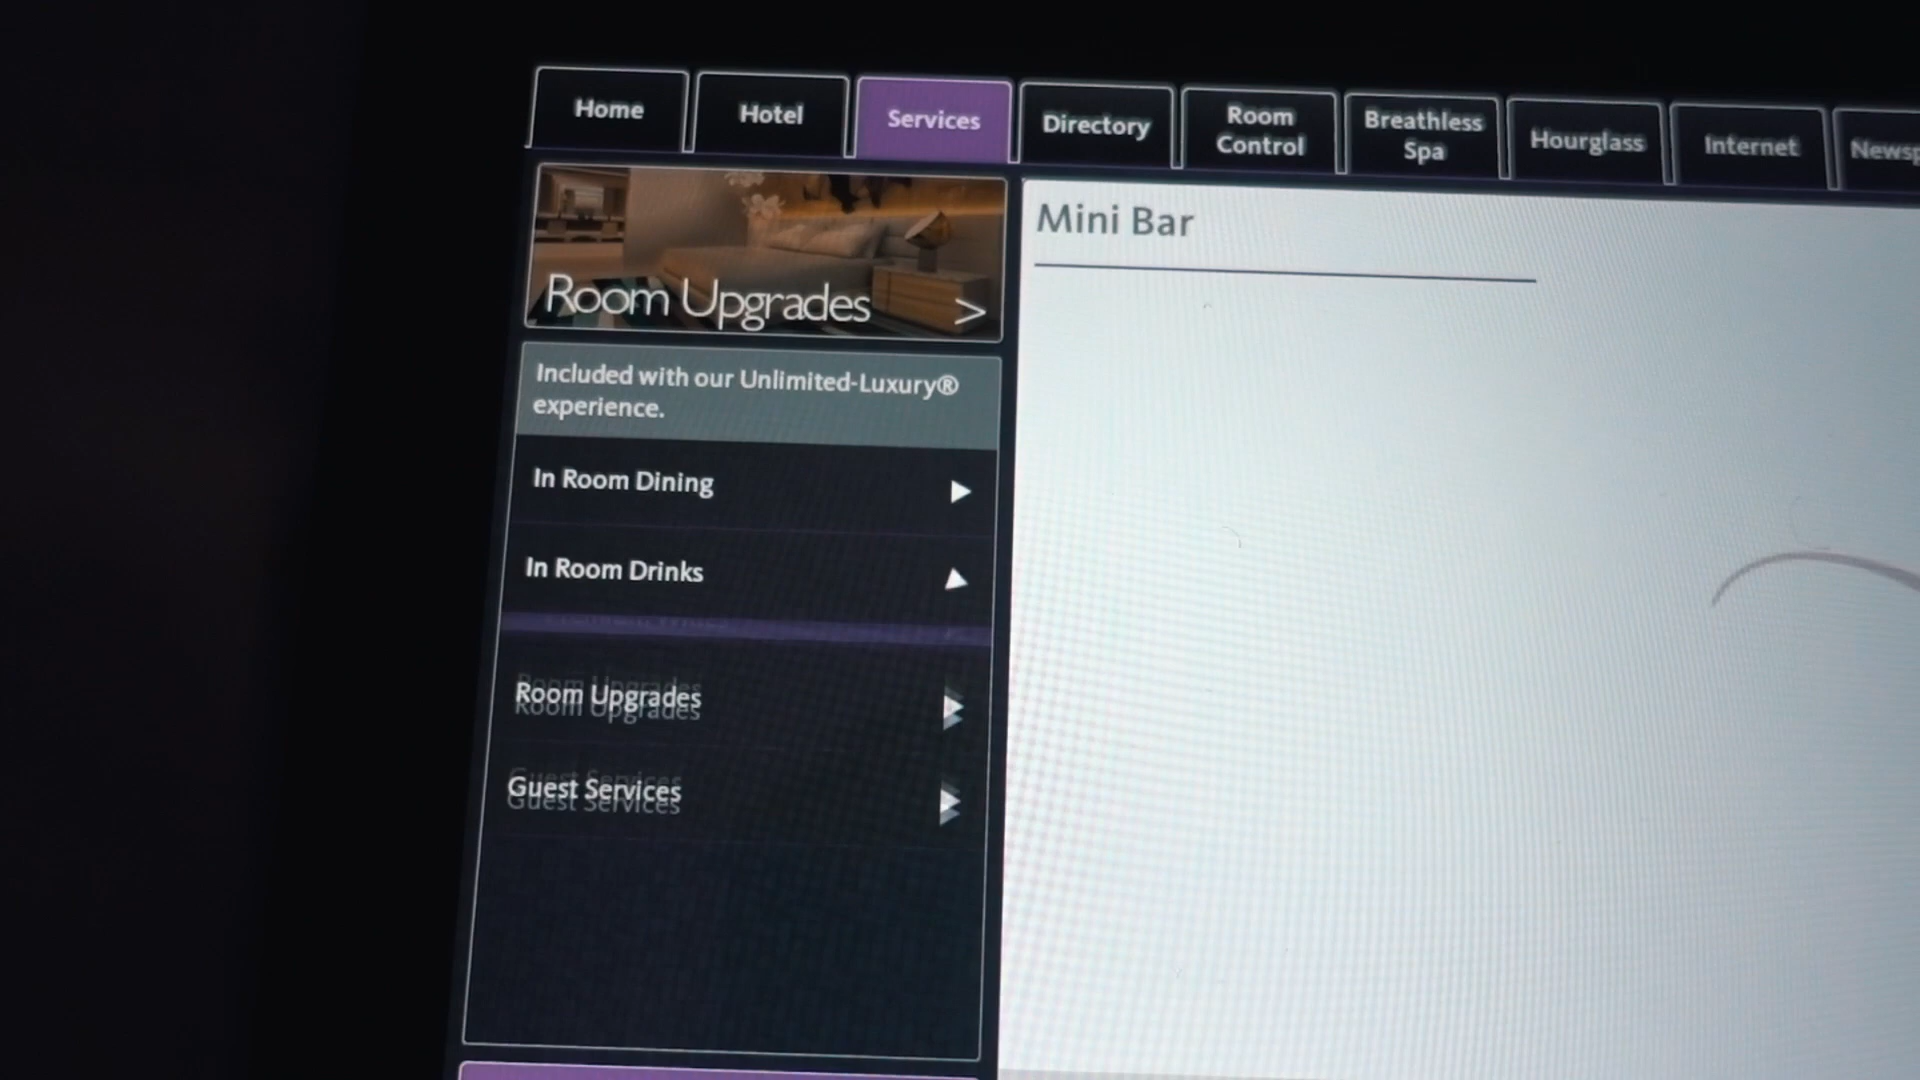 Home
Hotel
Services
Directory
Room
Control
Breathless
Spa
Hourglass
Internet
Room Upgrades >
Mini Bar
Included with our Unlimited-Luxury®
experience.
In Room Dining
In Room Drinks
Room Upgrades
Guest Services